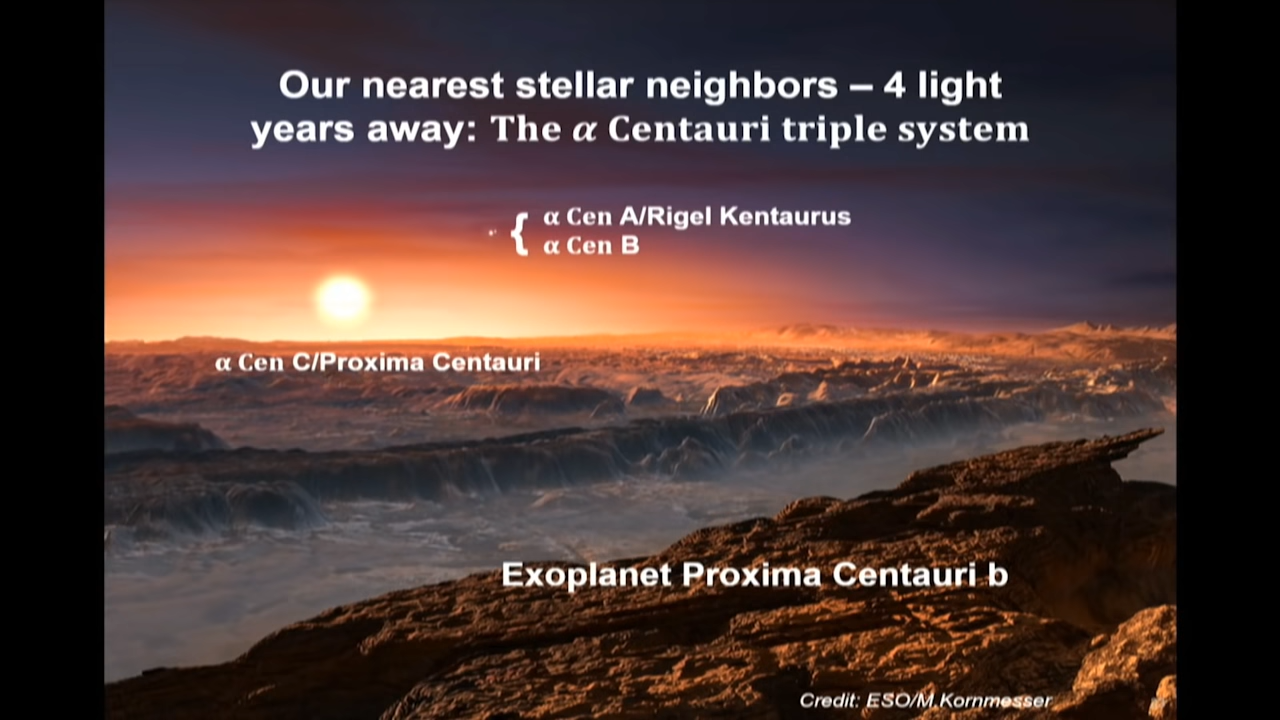 Our nearest stellar neighbors – 4 light
years away: The α Centauri triple system
{ α Cen A/Rigel Kentaurus
α Cen B
α Cen C/Proxima Centauri
Exoplanet Proxima Centauri b
Credit: ESO/M.Kornmesser